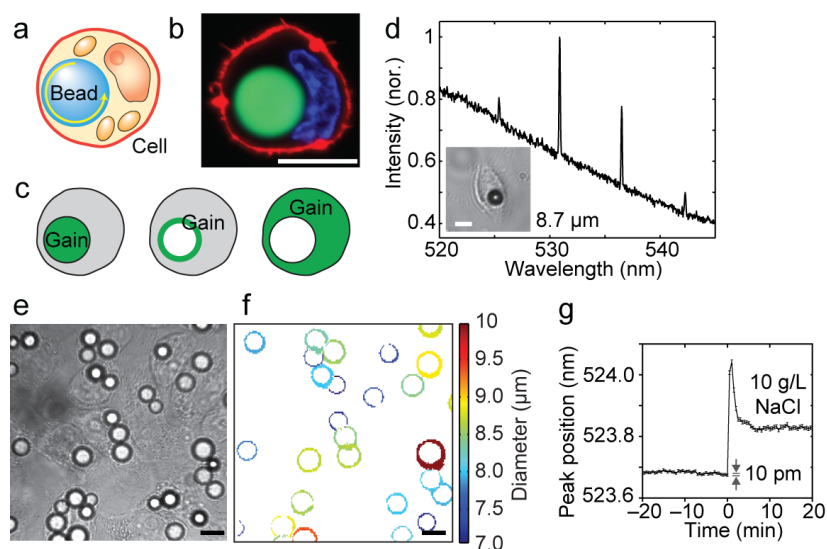 a
Bead
Cell
b
c
Gain
Gain
Gain
d
Intensity (nor.)
1
0.8
0.6
0.4
8.7 µm
520
530
540
Wavelength (nm)
e
f
10
9.5
9.0
8.5
8.0
7.5
7.0
Diameter (µm)
g
Peak position (nm)
524.0
523.8
523.6
10 g/L
NaCl
10 pm
−20
−10
0
10
20
Time (min)